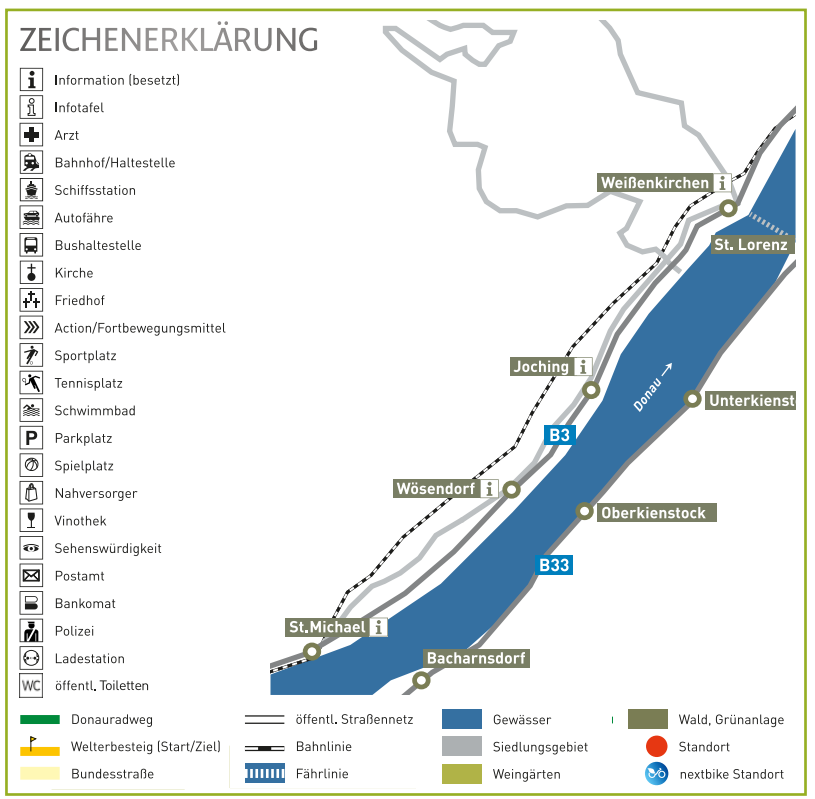 ZEICHENERKLÄRUNG
Information (besetzt)
Infotafel
Arzt
Bahnhof/Haltestelle
Schiffsstation
Autofähre
Bushaltestelle
Kirche
Friedhof
Action/Fortbewegungsmittel
Sportplatz
Tennisplatz
Schwimmbad
P Parkplatz
Spielplatz
Nahversorger
Vinothek
Sehenswürdigkeit
Postamt
Bankomat
Polizei
Ladestation
WC öffentl. Toiletten
Weißenkirchen i
St. Lorenz
Joching i
Donau →
Unterkienst
B3
Wösendorf i
Oberkienstock
B33
St.Michael i
Bacharnsdorf
Donauradweg
Welterbesteig (Start/Ziel)
Bundesstraße
öffentl. Straßennetz
Bahnlinie
Fährlinie
Gewässer
Siedlungsgebiet
Weingärten
Wald, Grünanlage
Standort
nextbike Standort